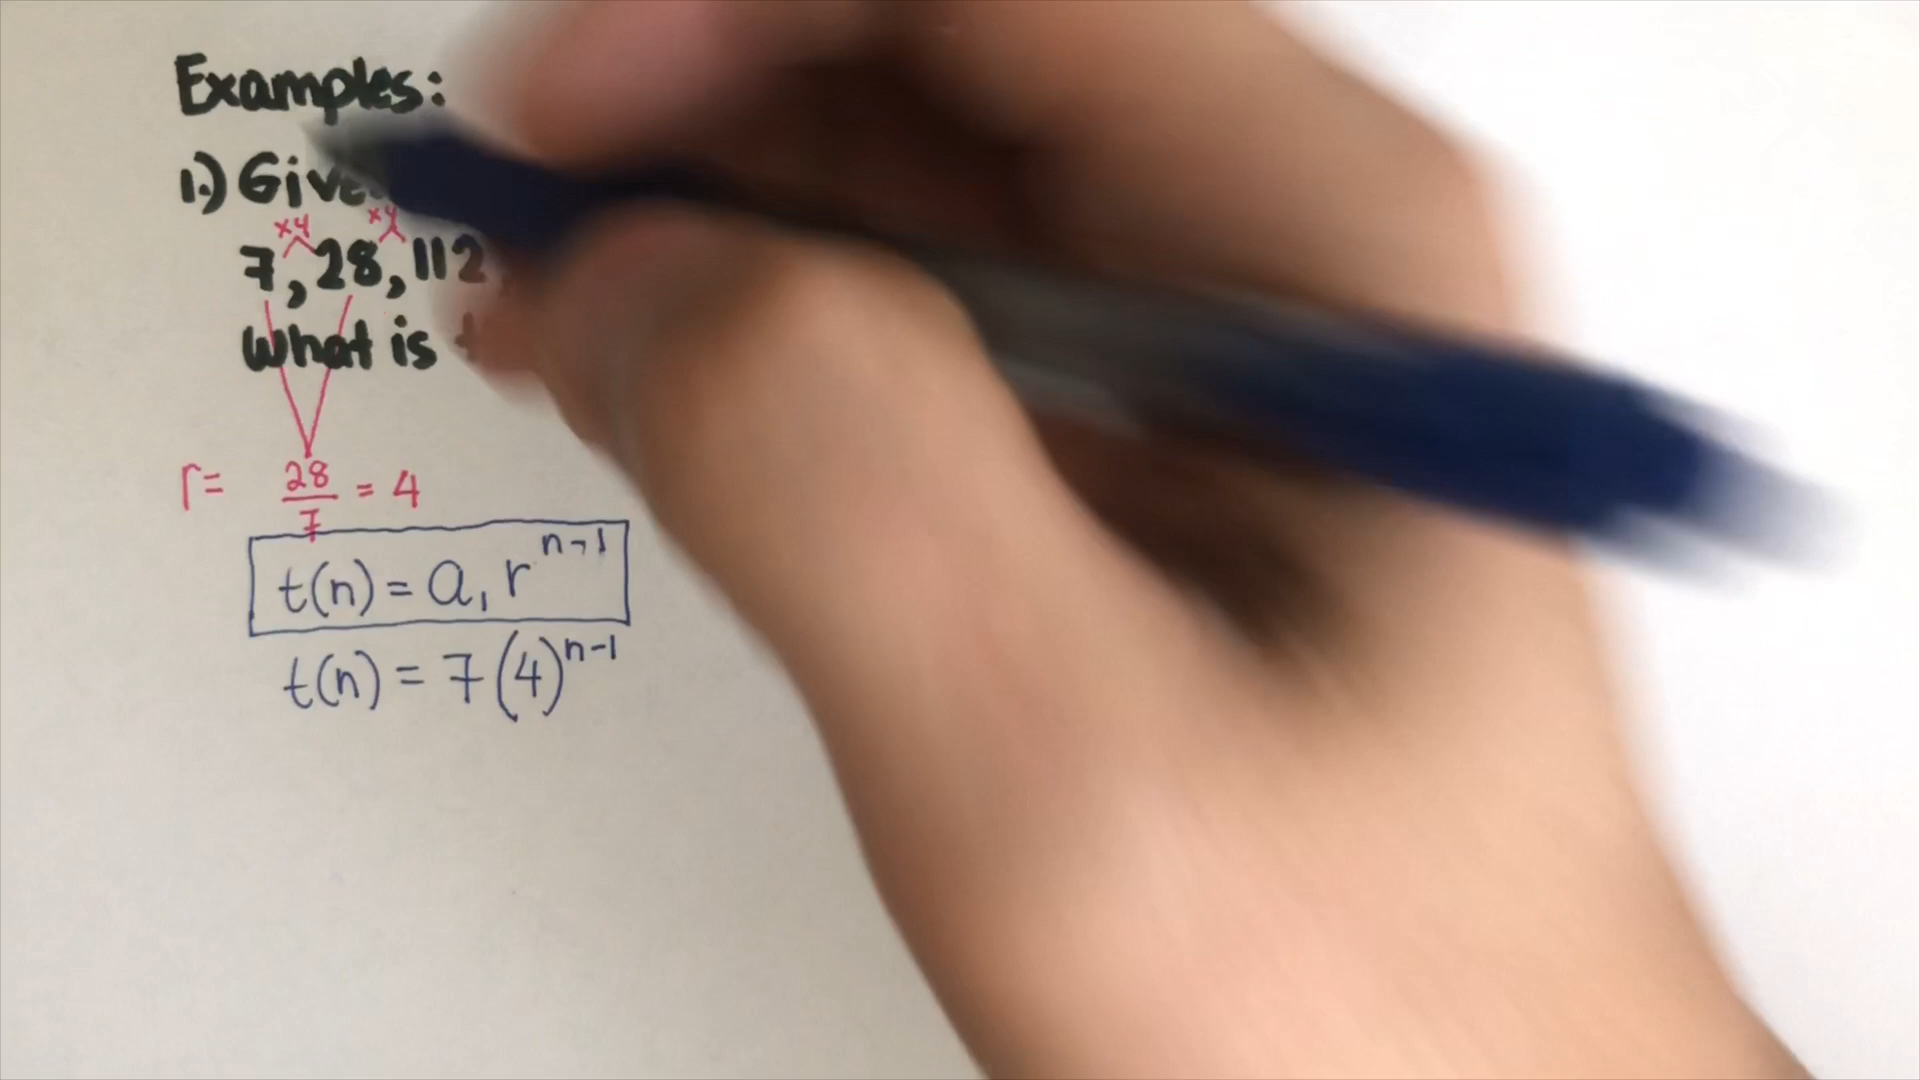 Examples:
1.) Give
×4 ×4
7, 28, 112
What is
r= 28/7 = 4
t(n) = a₁ r^(n-1)
t(n) = 7(4)^(n-1)